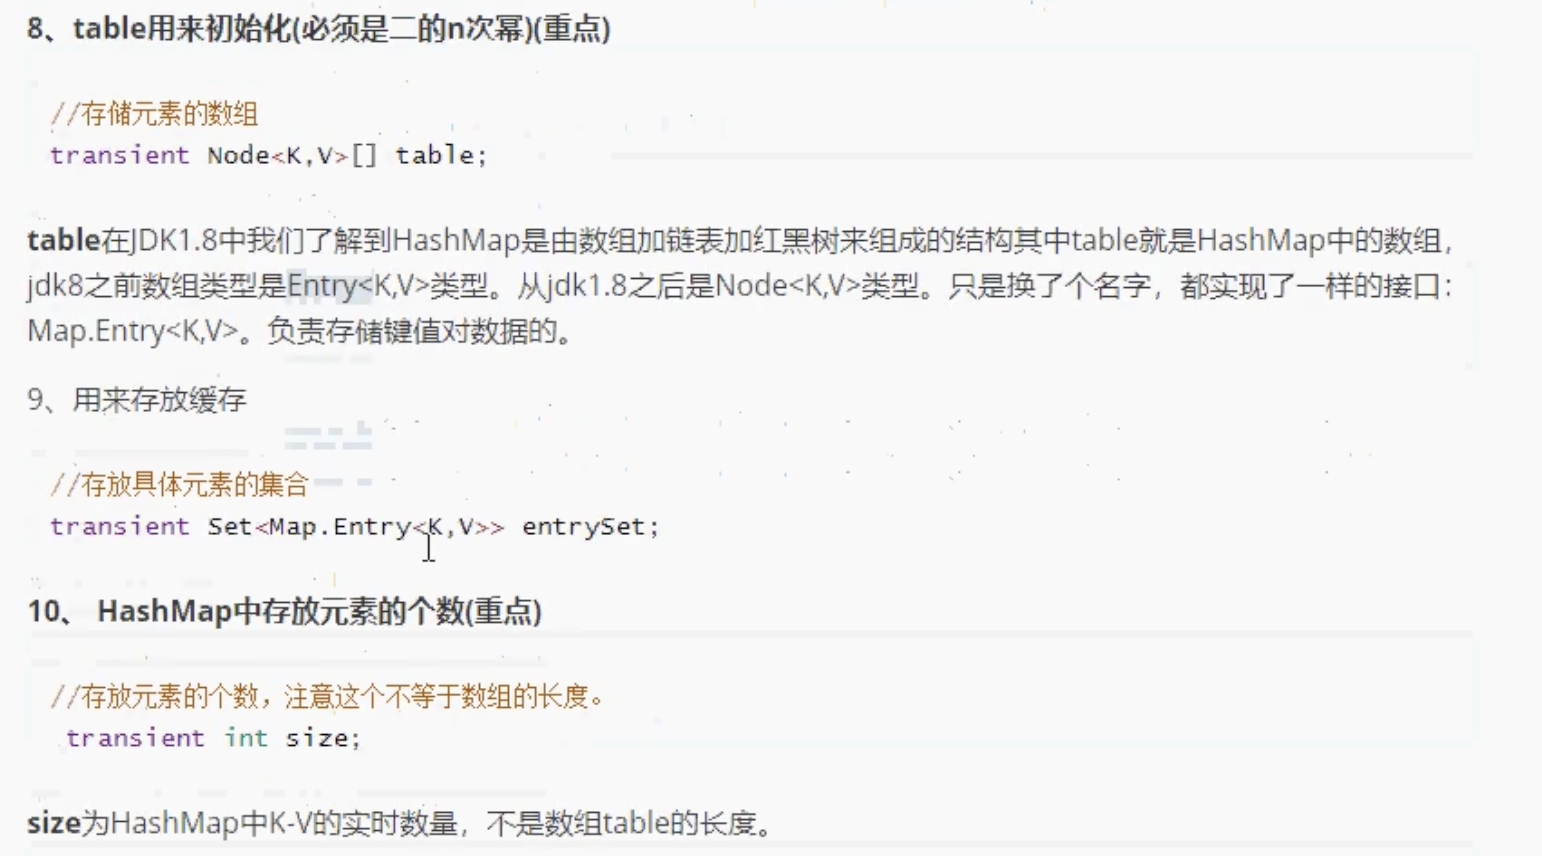 8、table用来初始化(必须是二的n次幂)(重点)
//存储元素的数组
transient Node<K,V>[] table;
table在JDK1.8中我们了解到HashMap是由数组加链表加红黑树来组成的结构其中table就是HashMap中的数组，
jdk8之前数组类型是Entry<K,V>类型。从jdk1.8之后是Node<K,V>类型。只是换了个名字，都实现了一样的接口：
Map.Entry<K,V>。负责存储键值对数据的。
9、用来存放缓存
//存放具体元素的集合
transient Set<Map.Entry<K,V>> entrySet;
10、 HashMap中存放元素的个数(重点)
//存放元素的个数，注意这个不等于数组的长度。
transient int size;
size为HashMap中K-V的实时数量，不是数组table的长度。